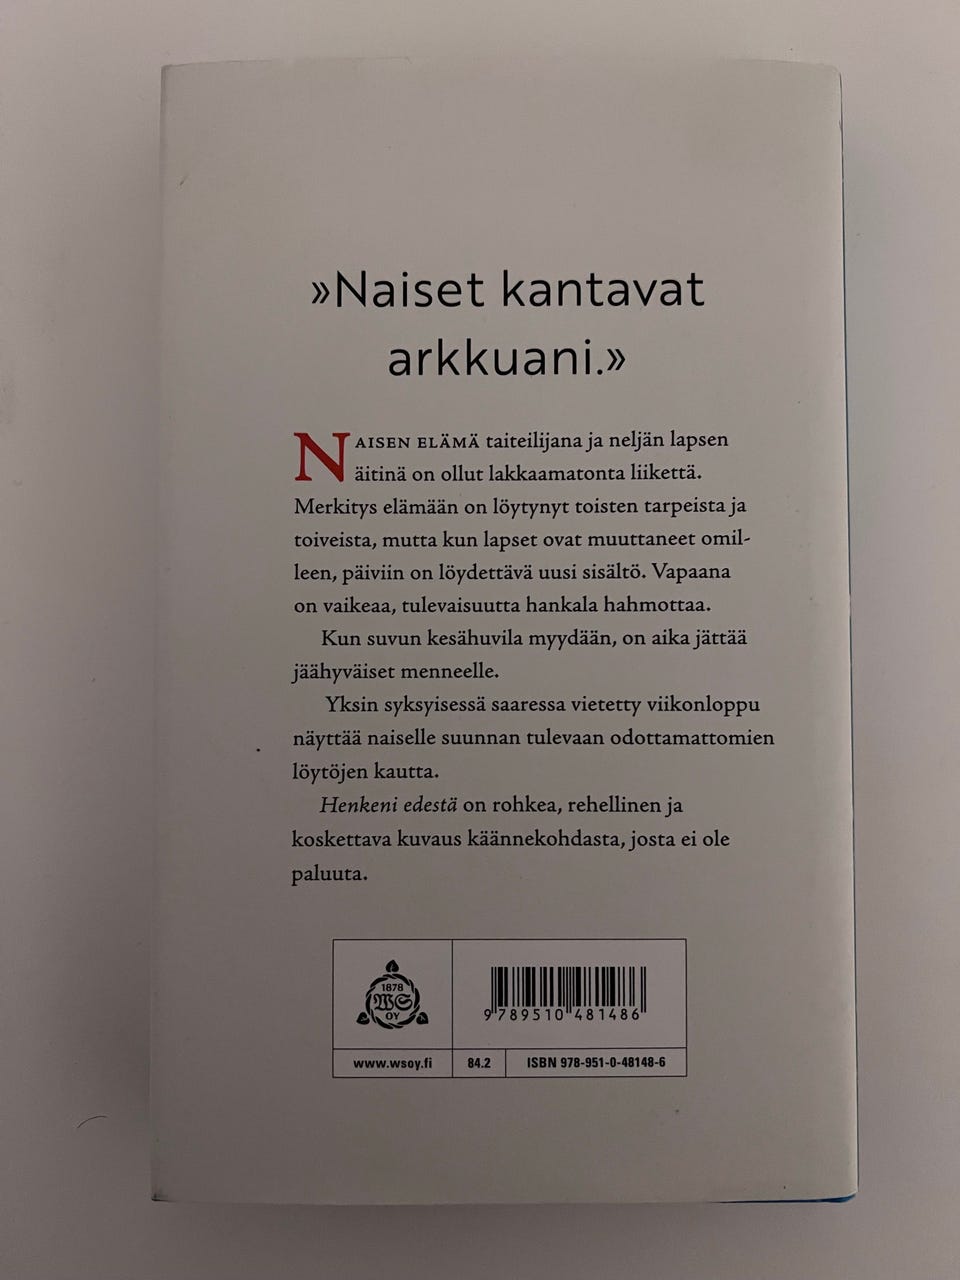 »Naiset kantavat
arkkuani.»
NAISEN ELÄMÄ taiteilijana ja neljän lapsen
äitinä on ollut lakkaamatonta liikettä.
Merkitys elämään on löytynyt toisten tarpeista ja
toiveista, mutta kun lapset ovat muuttaneet omil-
leen, päiviin on löydettävä uusi sisältö. Vapaana
on vaikeaa, tulevaisuutta hankala hahmottaa.
Kun suvun kesähuvila myydään, on aika jättää
jäähyväiset menneelle.
Yksin syksyisessä saaressa vietetty viikonloppu
näyttää naiselle suunnan tulevaan odottamattomien
löytöjen kautta.
Henkeni edestä on rohkea, rehellinen ja
koskettava kuvaus käännekohdasta, josta ei ole
paluuta.
1878
WS
OY
9 789510 481486
www.wsoy.fi
84.2
ISBN 978-951-0-48148-6